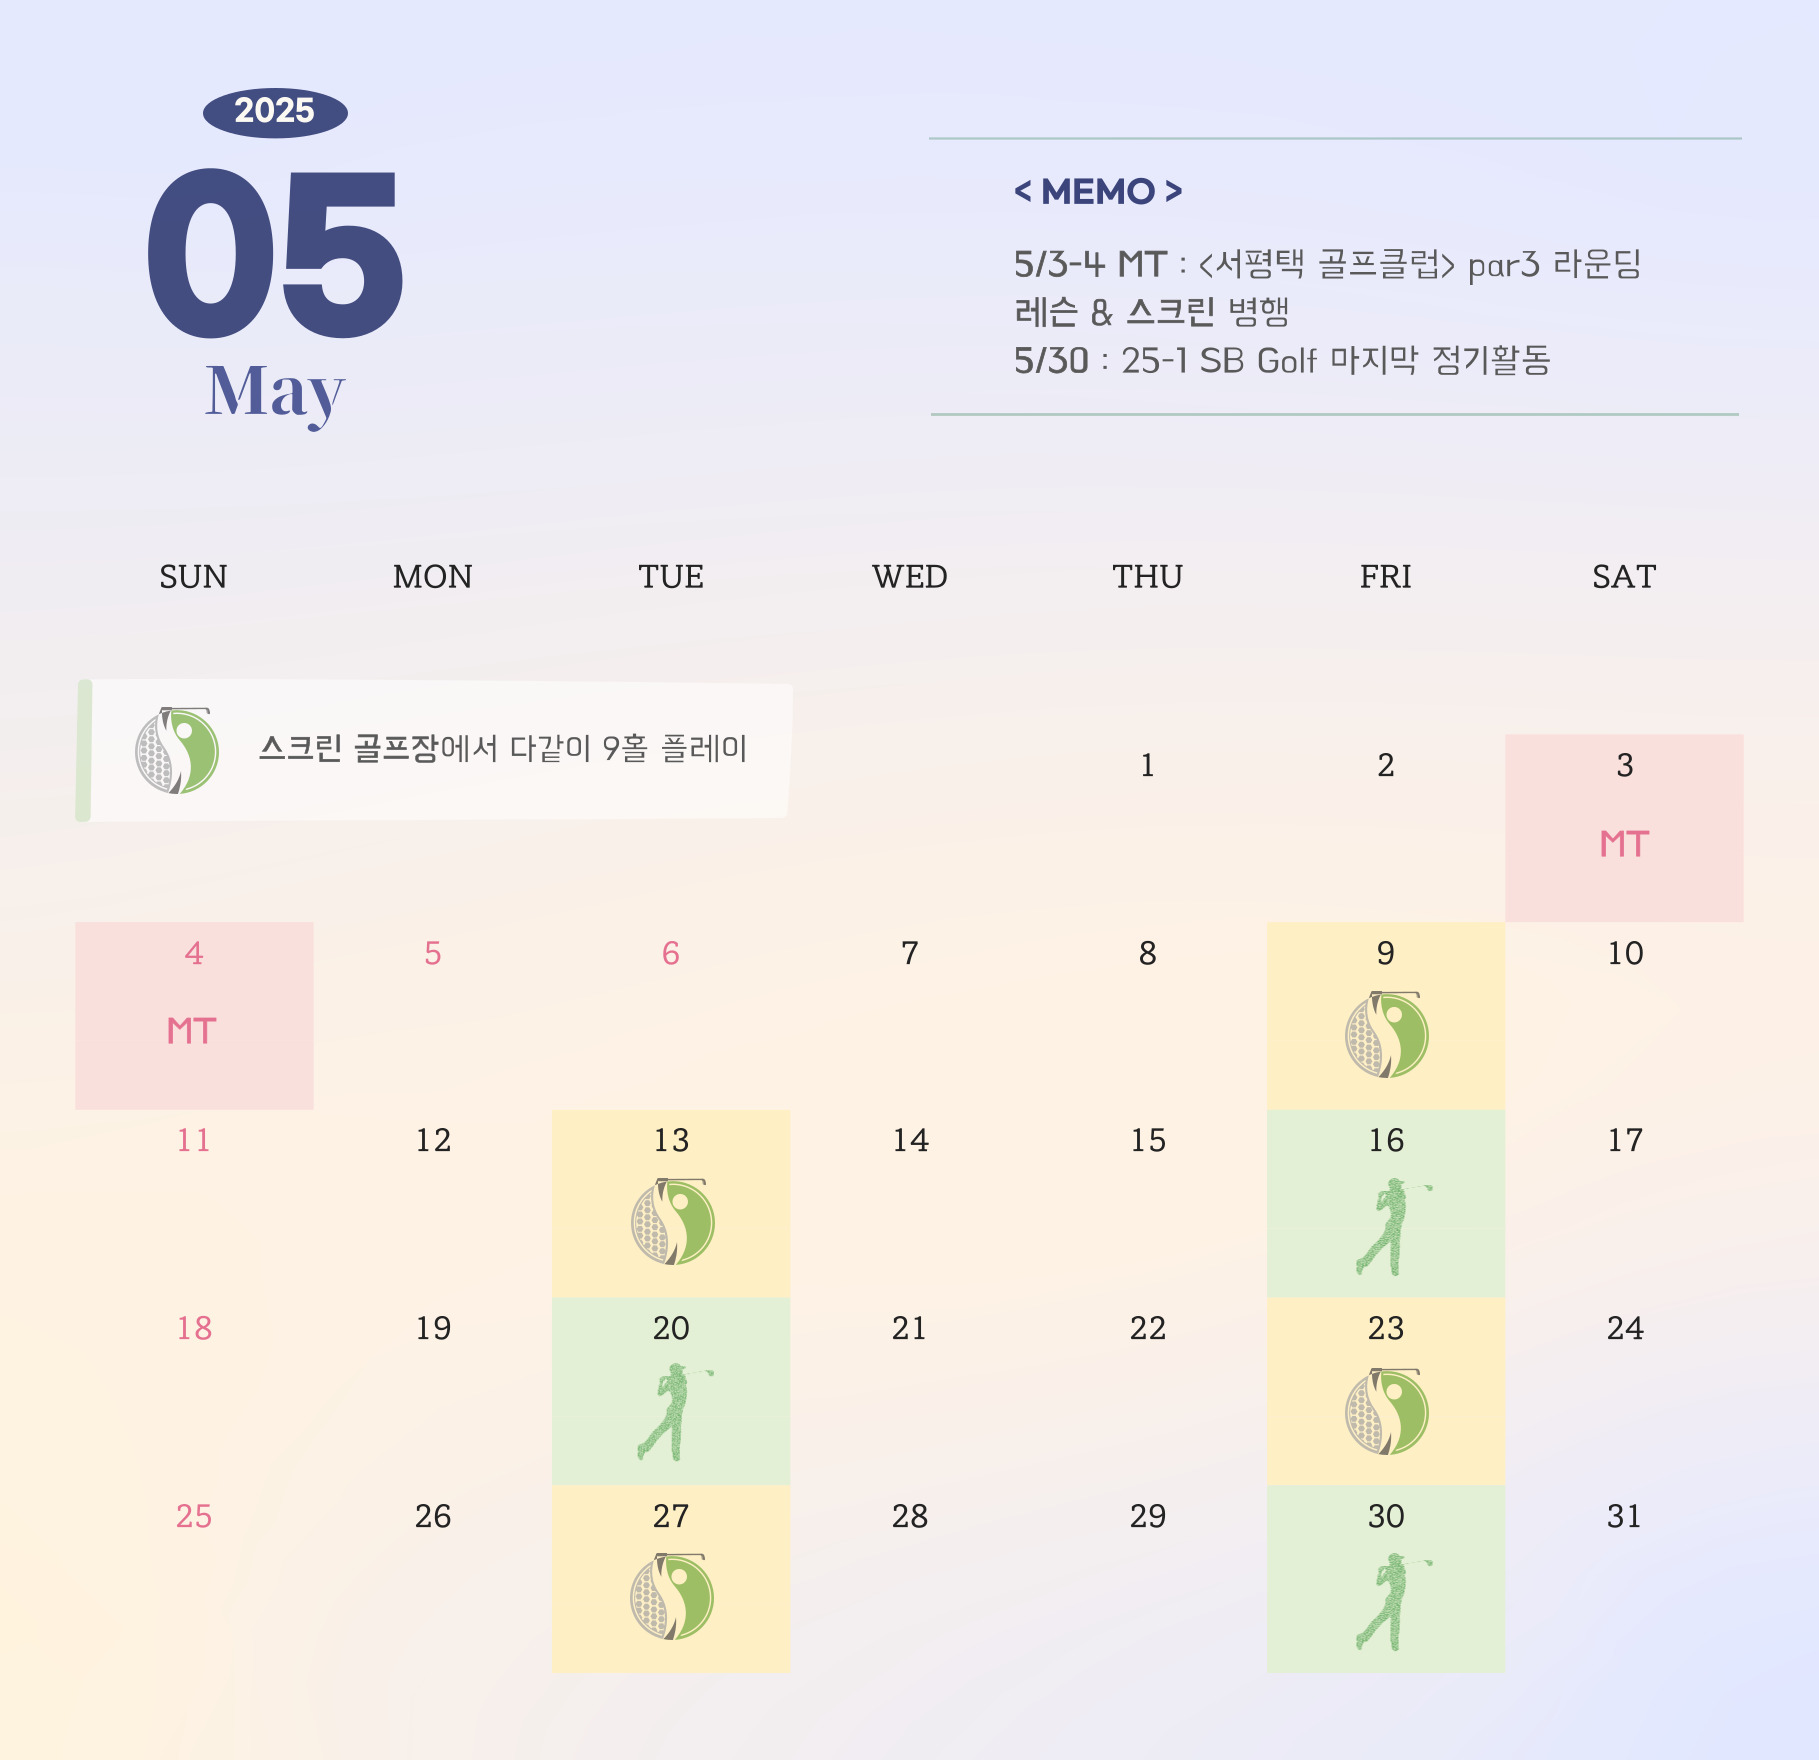 2025
05
May
< MEMO >
5/3-4 MT : <서평택 골프클럽> par3 라운딩
레슨 & 스크린 병행
5/30 : 25-1 SB Golf 마지막 정기활동
SUN MON TUE WED THU FRI SAT
스크린 골프장에서 다같이 9홀 플레이
1 2 3
MT
4 5 6 7 8 9 10
MT
11 12 13 14 15 16 17
18 19 20 21 22 23 24
25 26 27 28 29 30 31